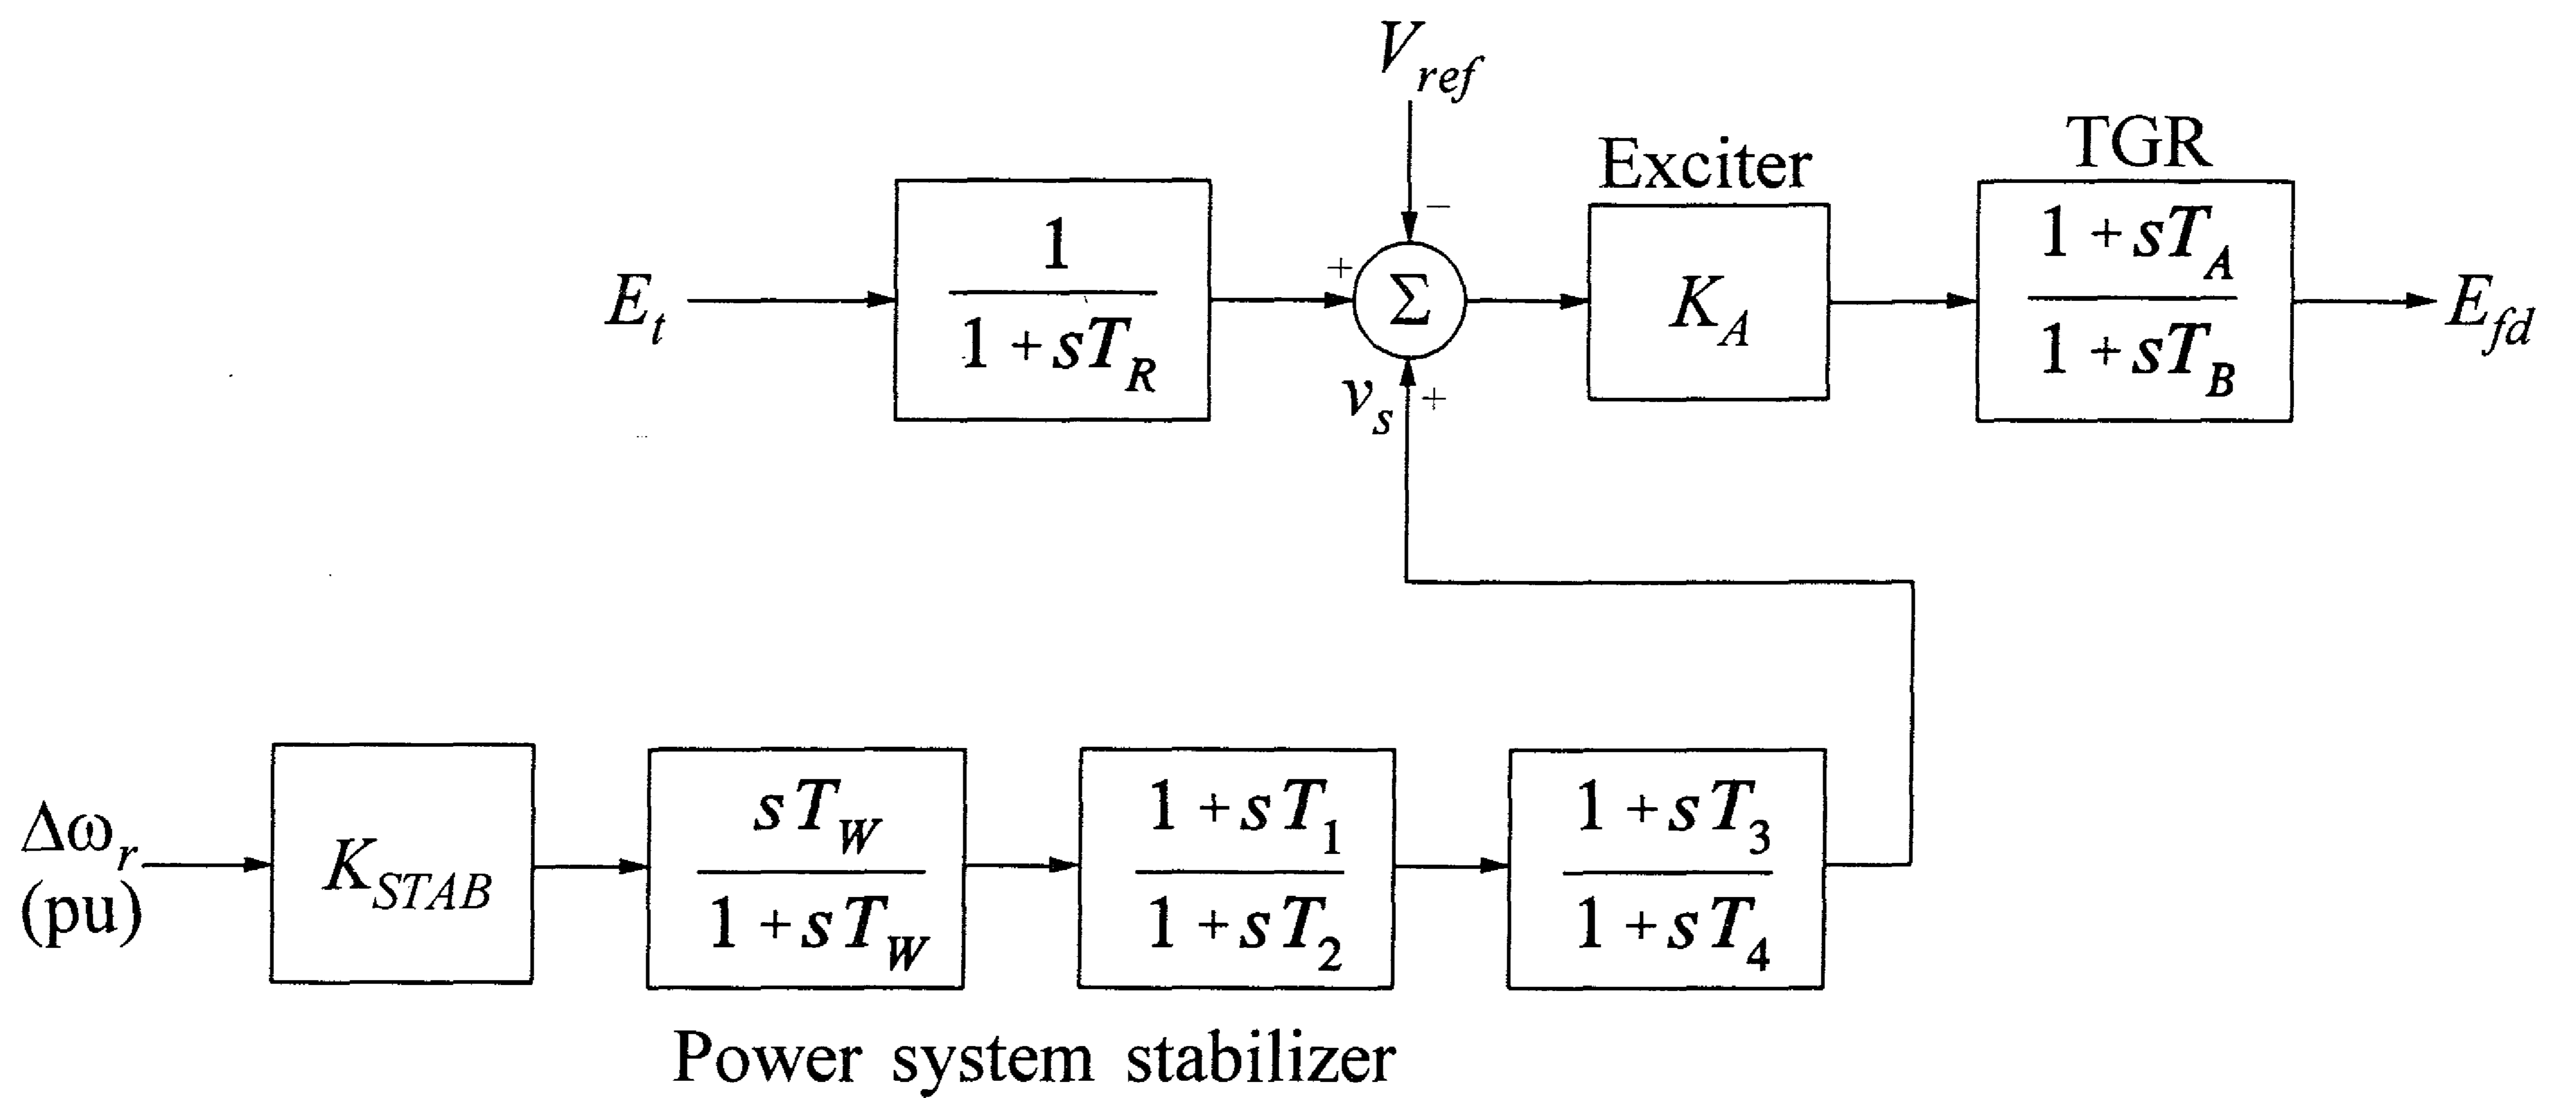 V_ref
−
Exciter
TGR
E_t
1
1 + sT_R
+
Σ
K_A
1 + sT_A
1 + sT_B
E_fd
v_s +
Δω_r
(pu)
K_STAB
sT_W
1 + sT_W
1 + sT_1
1 + sT_2
1 + sT_3
1 + sT_4
Power system stabilizer